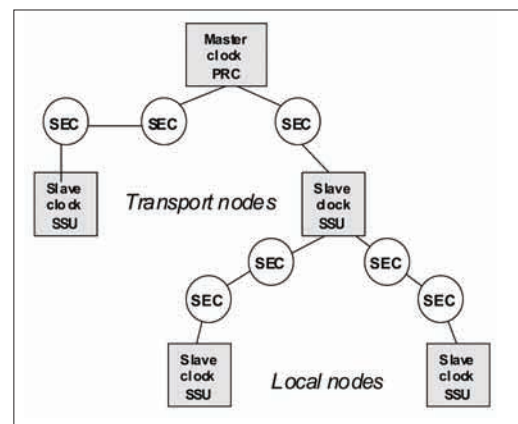 Master
clock
PRC
SEC
SEC
SEC
Slave
clock
SSU
Transport nodes
Slave
clock
SSU
SEC
SEC
SEC
SEC
Slave
clock
SSU
Local nodes
Slave
clock
SSU